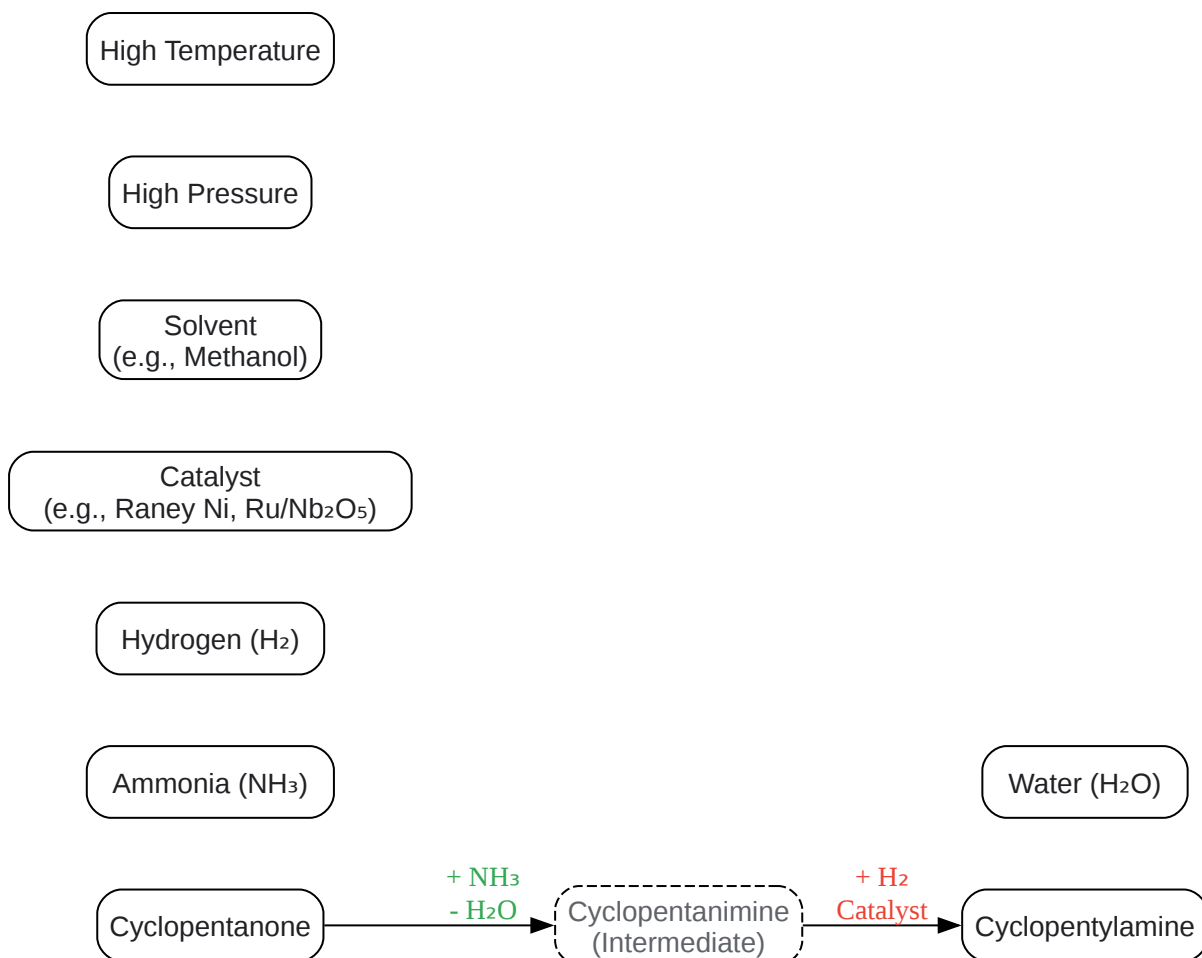 High Temperature
High Pressure
Solvent
(e.g., Methanol)
Catalyst
(e.g., Raney Ni, Ru/Nb₂O₅)
Hydrogen (H₂)
Ammonia (NH₃)
Water (H₂O)
Cyclopentanone
+ NH₃
- H₂O
Cyclopentanimine
(Intermediate)
+ H₂
Catalyst
Cyclopentylamine